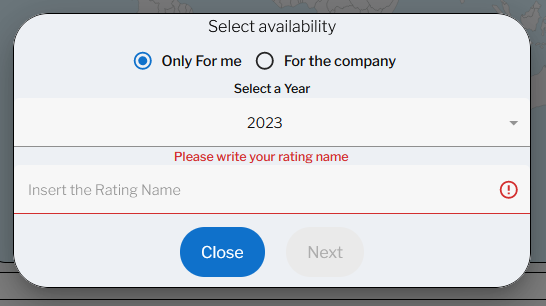 Select availability
Only For me For the company
Select a Year
2023
Please write your rating name
Insert the Rating Name
Close Next